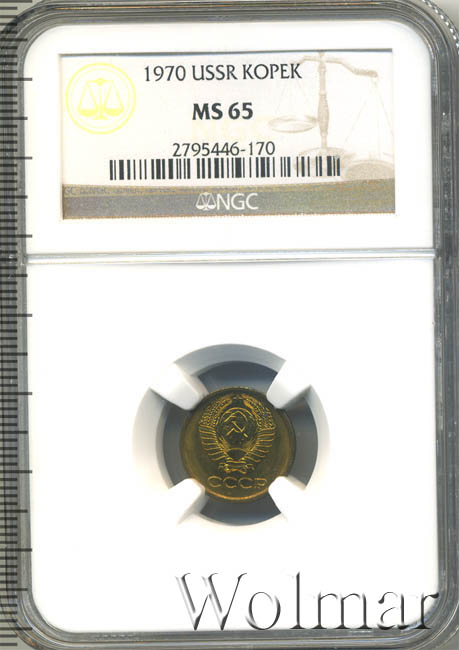 1970 USSR KOPEK
MS 65
2795446-170
NGC
СССР
Wolmar